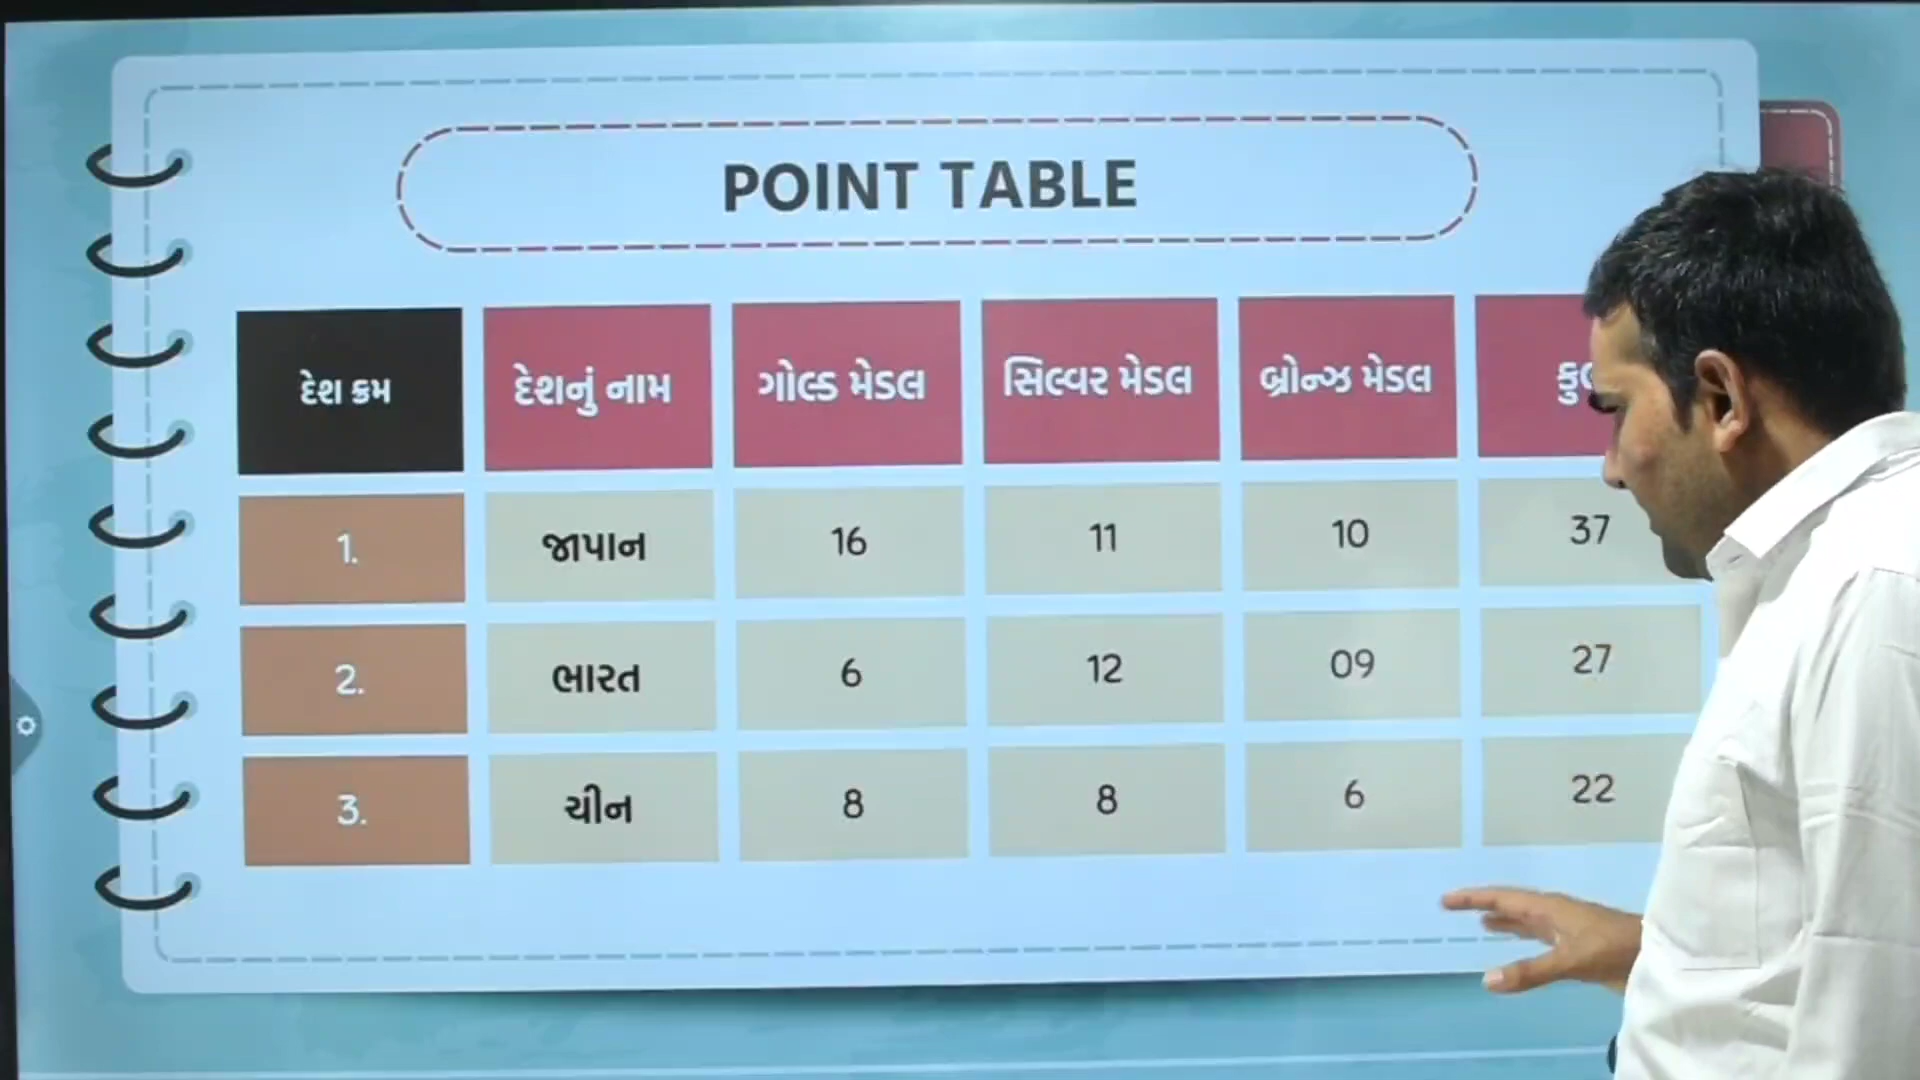 POINT TABLE
દેશ ક્રમ દેશનું નામ ગોલ્ડ મેડલ સિલ્વર મેડલ બ્રોન્ઝ મેડલ
1. જાપાન 16 11 10 37
2. ભારત 6 12 09 27
3. ચીન 8 8 6 22